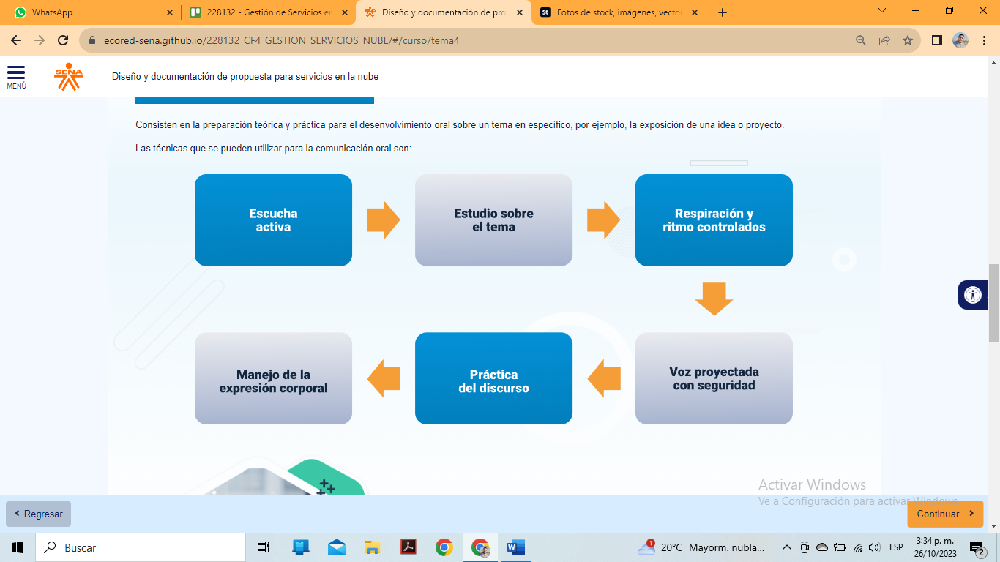 WhatsApp
228132 - Gestión de Servicios en
Diseño y documentación de pro
Fotos de stock, imágenes, vector
ecored-sena.github.io/228132_CF4_GESTION_SERVICIOS_NUBE/#/curso/tema4
MENÚ
SENA
Diseño y documentación de propuesta para servicios en la nube
Consisten en la preparación teórica y práctica para el desenvolvimiento oral sobre un tema en específico, por ejemplo, la exposición de una idea o proyecto.
Las técnicas que se pueden utilizar para la comunicación oral son:
Escucha
activa
Estudio sobre
el tema
Respiración y
ritmo controlados
Manejo de la
expresión corporal
Práctica
del discurso
Voz proyectada
con seguridad
Activar Windows
Ve a Configuración para activar Windows.
Regresar
Continuar
Buscar
1
20°C Mayorm. nubla...
ESP
3:34 p. m.
26/10/2023
2